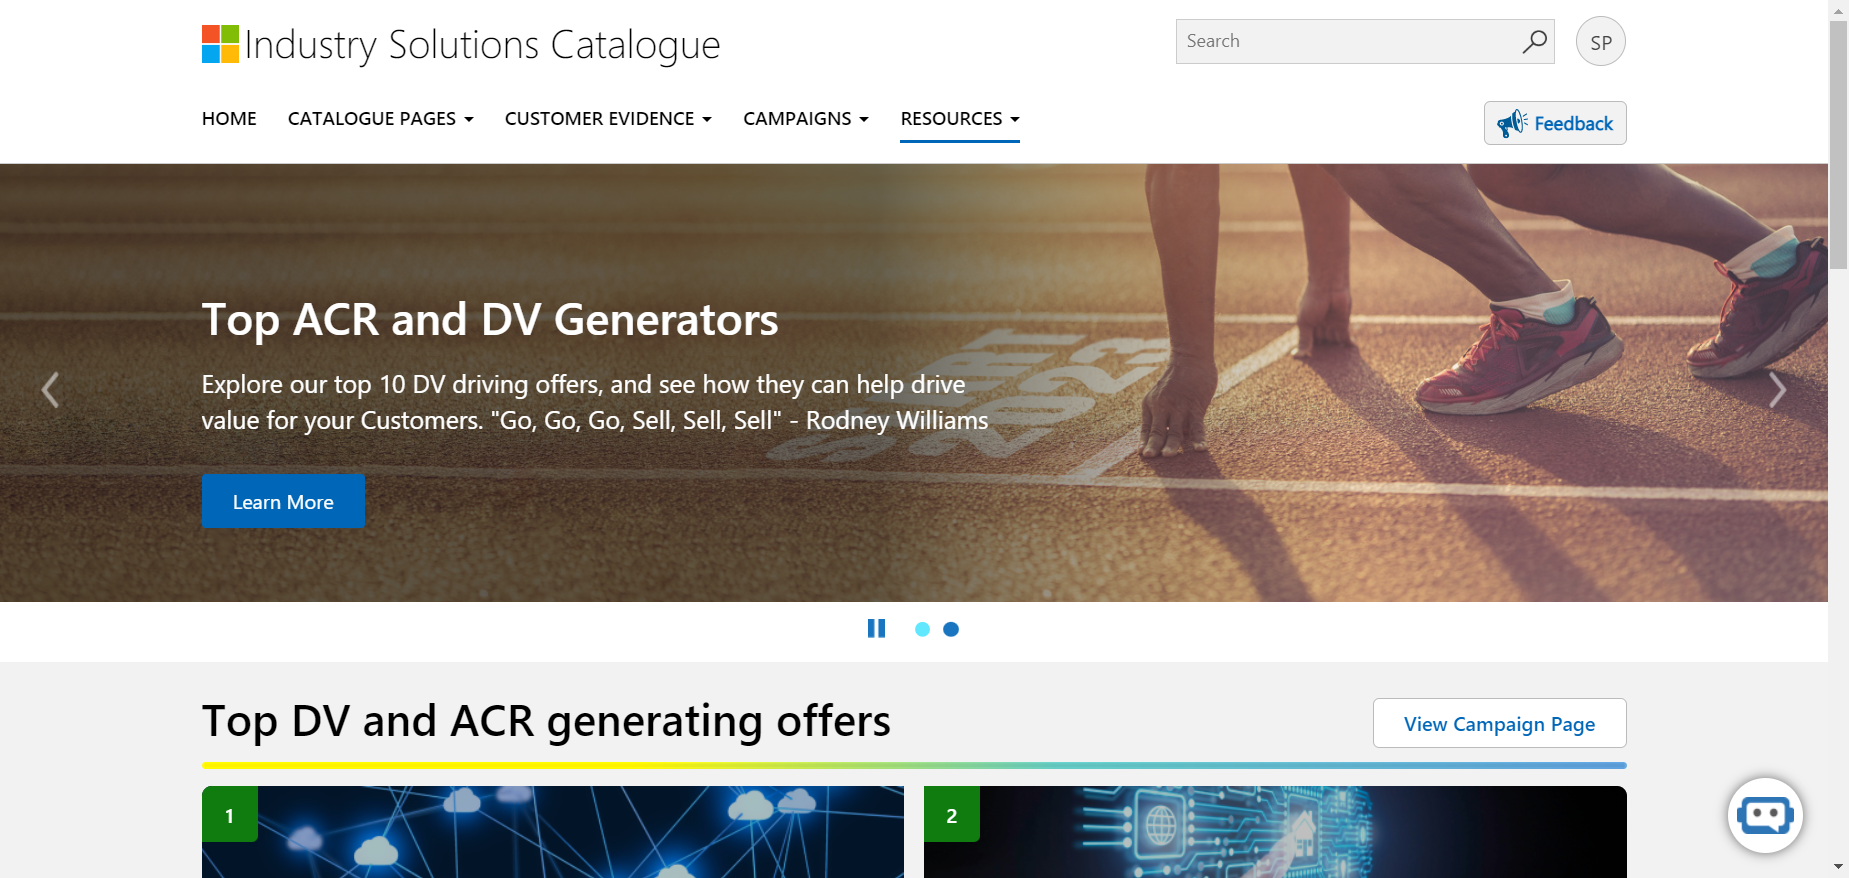 Industry Solutions Catalogue
Search
SP
HOME
CATALOGUE PAGES
CUSTOMER EVIDENCE
CAMPAIGNS
RESOURCES
Feedback
Top ACR and DV Generators
Explore our top 10 DV driving offers, and see how they can help drive
value for your Customers. "Go, Go, Go, Sell, Sell, Sell" - Rodney Williams
Learn More
Top DV and ACR generating offers
View Campaign Page
1
2